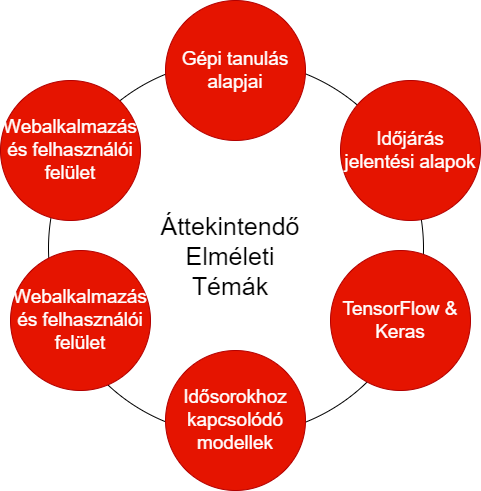 Gépi tanulás
alapjai
Webalkalmazás
és felhasználói
felület
Időjárás
jelentési alapok
Áttekintendő
Elméleti
Témák
Webalkalmazás
és felhasználói
felület
TensorFlow &
Keras
Idősorokhoz
kapcsolódó
modellek